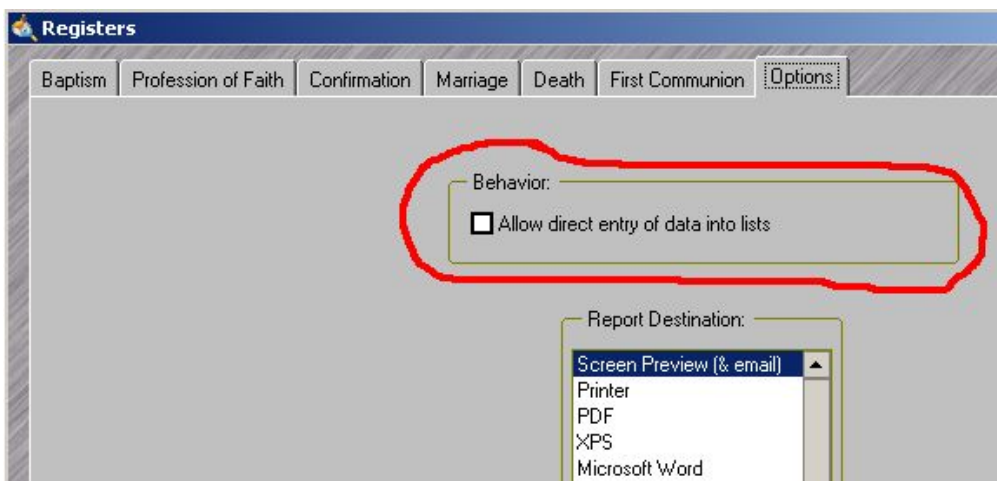 Registers
Baptism Profession of Faith Confirmation Marriage Death First Communion Options
Behavior:
Allow direct entry of data into lists
Report Destination:
Screen Preview (& email)
Printer
PDF
XPS
Microsoft Word